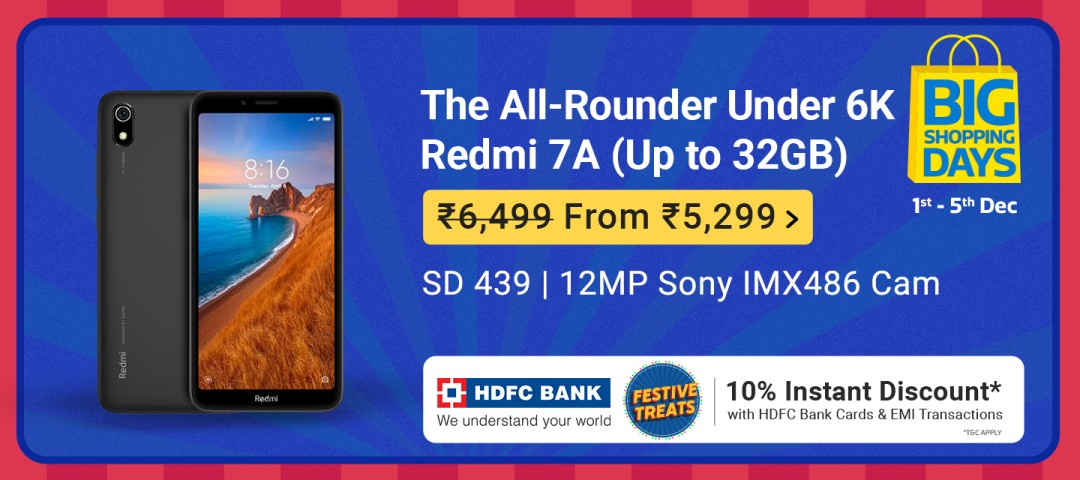 The All-Rounder Under 6K
Redmi 7A (Up to 32GB)
₹6,499 From ₹5,299 >
SD 439 | 12MP Sony IMX486 Cam
BIG
SHOPPING
DAYS
1st - 5th Dec
8:16
Redmi
Redmi
HDFC BANK
We understand your world
FESTIVE
TREATS
10% Instant Discount*
with HDFC Bank Cards & EMI Transactions
*T&C APPLY